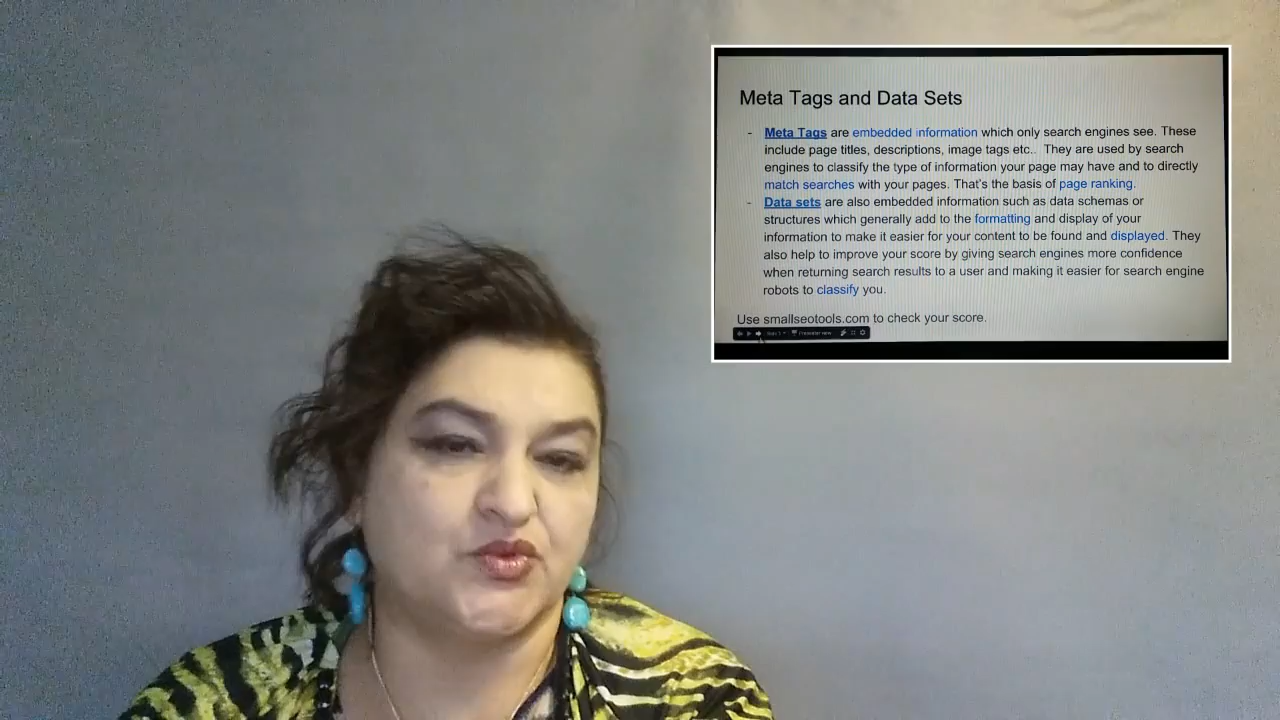 Meta Tags and Data Sets
- Meta Tags are embedded information which only search engines see. These
include page titles, descriptions, image tags etc.. They are used by search
engines to classify the type of information your page may have and to directly
match searches with your pages. That's the basis of page ranking.
- Data sets are also embedded information such as data schemas or
structures which generally add to the formatting and display of your
information to make it easier for your content to be found and displayed. They
also help to improve your score by giving search engines more confidence
when returning search results to a user and making it easier for search engine
robots to classify you.
Use smallseotools.com to check your score.